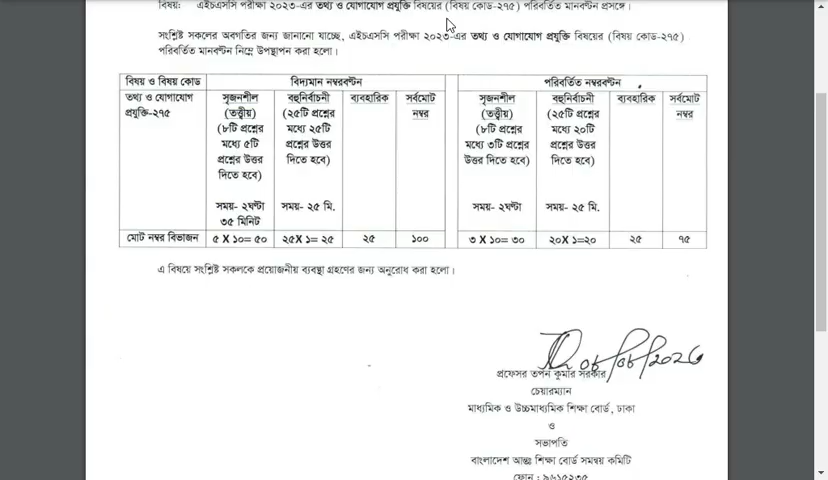 বিষয়: এইচএসসি পরীক্ষা ২০২৩-এর তথ্য ও যোগাযোগ প্রযুক্তি বিষয়ের (বিষয় কোড-২৭৫) পরিবর্তিত মানবন্টন প্রসঙ্গে।
সংশ্লিষ্ট সকলের অবগতির জন্য জানানো যাচ্ছে, এইচএসসি পরীক্ষা ২০২৩-এর তথ্য ও যোগাযোগ প্রযুক্তি বিষয়ের (বিষয় কোড-২৭৫)
পরিবর্তিত মানবন্টন নিম্নে উপস্থাপন করা হলো।
বিষয় ও বিষয় কোড বিদ্যমান নম্বরবন্টন পরিবর্তিত নম্বরবন্টন
তথ্য ও যোগাযোগ সৃজনশীল বহুনির্বাচনী ব্যবহারিক সর্বমোট সৃজনশীল বহুনির্বাচনী ব্যবহারিক সর্বমোট
প্রযুক্তি-২৭৫ (তত্ত্বীয়) (২৫টি প্রশ্নের নম্বর (তত্ত্বীয়) (২৫টি প্রশ্নের নম্বর
(৮টি প্রশ্নের মধ্যে ২৫টি (৮টি প্রশ্নের মধ্যে ২০টি
মধ্যে ৫টি প্রশ্নের উত্তর মধ্যে ৩টি প্রশ্নের প্রশ্নের উত্তর
প্রশ্নের উত্তর দিতে হবে) উত্তর দিতে হবে) দিতে হবে)
দিতে হবে)
সময়- ২ঘণ্টা সময়- ২৫ মি. সময়- ২ঘণ্টা সময়- ২৫ মি.
৩৫ মিনিট
মোট নম্বর বিভাজন ৫ X ১০= ৫০ ২৫X ১= ২৫ ২৫ ১০০ ৩ X ১০= ৩০ ২০X ১=২০ ২৫ ৭৫
এ বিষয়ে সংশ্লিষ্ট সকলকে প্রয়োজনীয় ব্যবস্থা গ্রহণের জন্য অনুরোধ করা হলো।
প্রফেসর তপন কুমার সরকার
চেয়ারম্যান
মাধ্যমিক ও উচ্চমাধ্যমিক শিক্ষা বোর্ড, ঢাকা
ও
সভাপতি
বাংলাদেশ আন্তঃ শিক্ষা বোর্ড সমন্বয় কমিটি
ফোন: ৯৬১৫২৩৫